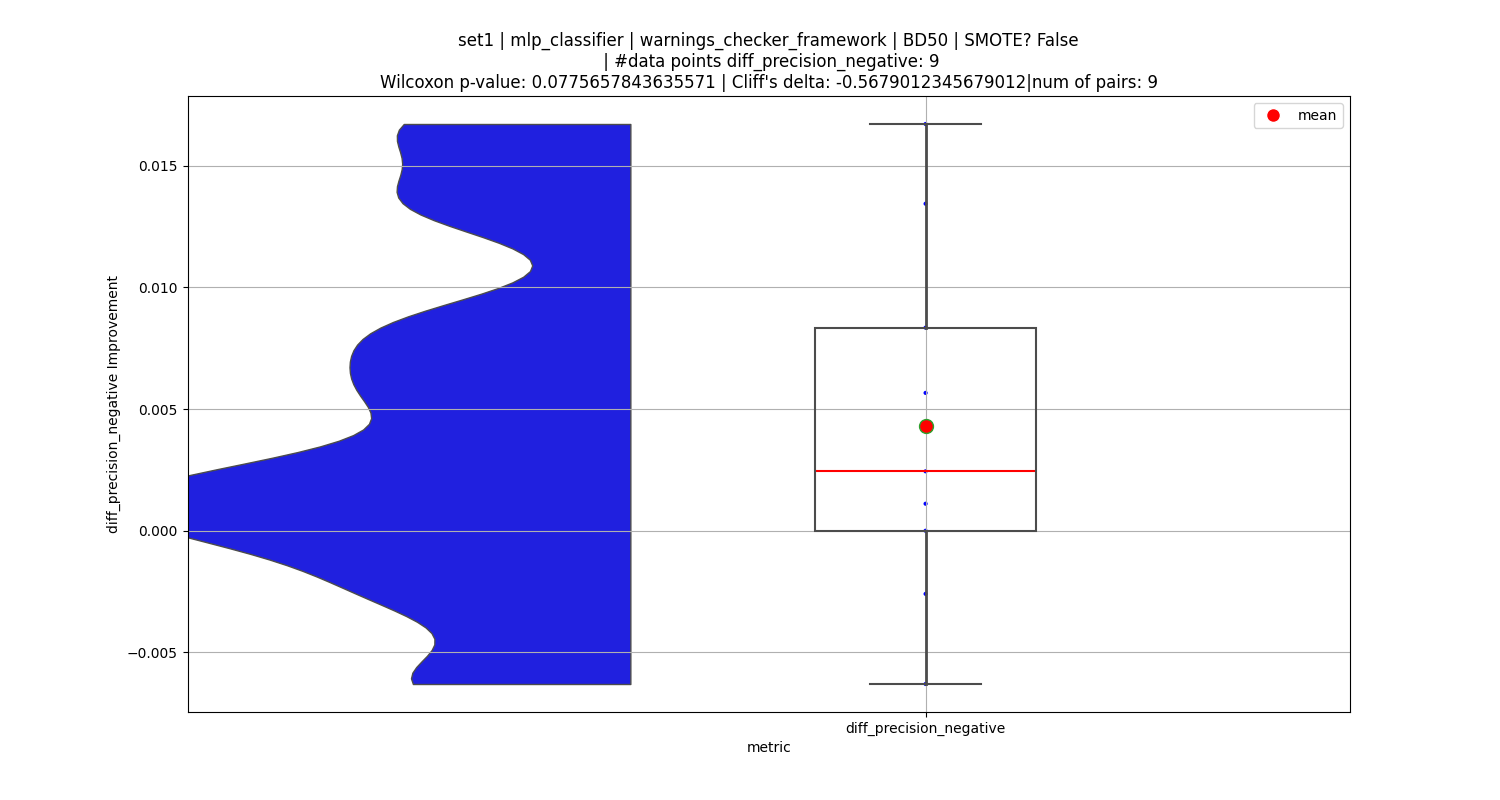 set1 | mlp_classifier | warnings_checker_framework | BD50 | SMOTE? False
| #data points diff_precision_negative: 9
Wilcoxon p-value: 0.0775657843635571 | Cliff's delta: -0.5679012345679012|num of pairs: 9
mean
0.015
0.010
0.005
0.000
−0.005
diff_precision_negative Improvement
diff_precision_negative
metric